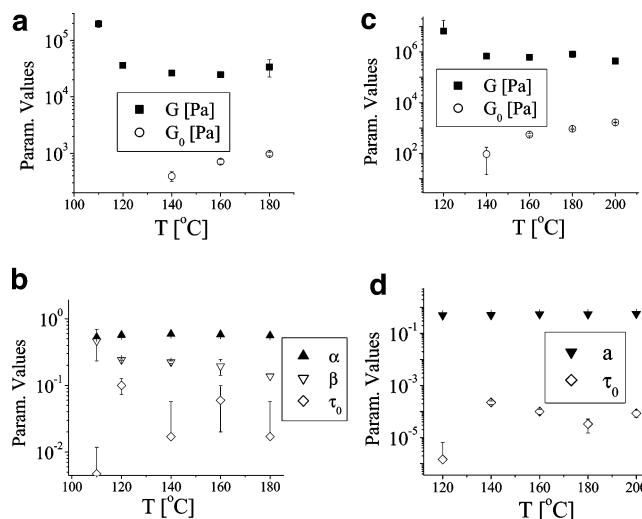 a
10^5
10^3
Param. Values
G [Pa]
G_0 [Pa]
100 120 140 160 180
T [°C]
c
10^6
10^4
10^2
Param. Values
G [Pa]
G_0 [Pa]
120 140 160 180 200
T [°C]
b
10^0
10^-1
10^-2
Param. Values
α
β
τ_0
100 120 140 160 180
T [°C]
d
10^-1
10^-3
10^-5
Param. Values
a
τ_0
120 140 160 180 200
T [°C]